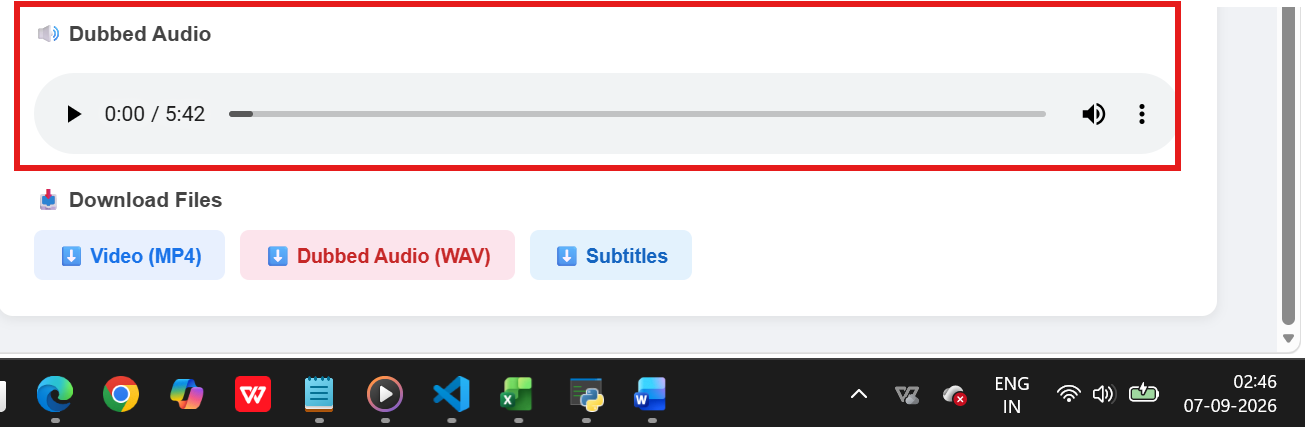 Dubbed Audio
0:00 / 5:42
Download Files
Video (MP4) Dubbed Audio (WAV) Subtitles
ENG 02:46
IN 07-09-2026